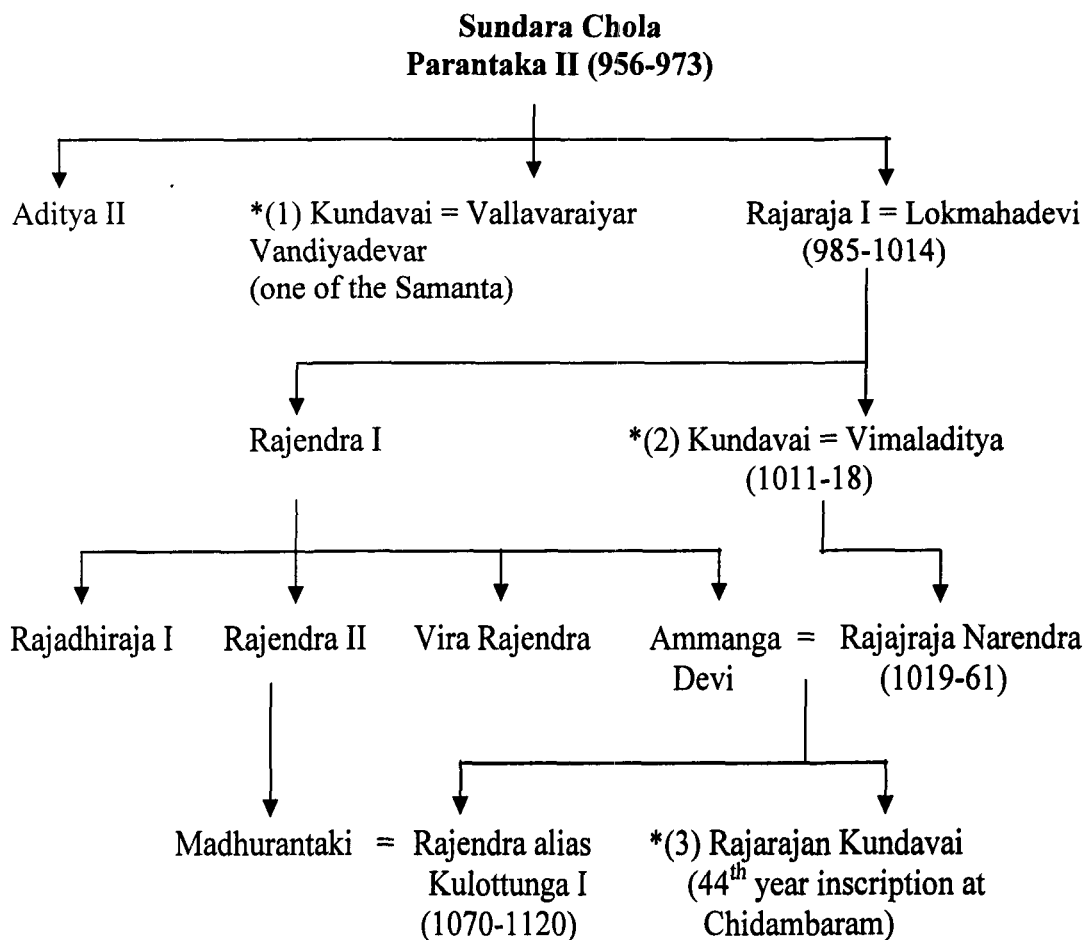 Sundara Chola
Parantaka II (956-973)
Aditya II
*(1) Kundavai = Vallavaraiyar
Vandiyadevar
(one of the Samanta)
Rajaraja I = Lokmahadevi
(985-1014)
Rajendra I
*(2) Kundavai = Vimaladitya
(1011-18)
Rajadhiraja I
Rajendra II
Vira Rajendra
Ammanga = Rajajraja Narendra
Devi
(1019-61)
Madhurantaki = Rajendra alias
Kulottunga I
(1070-1120)
*(3) Rajarajan Kundavai
(44th year inscription at
Chidambaram)